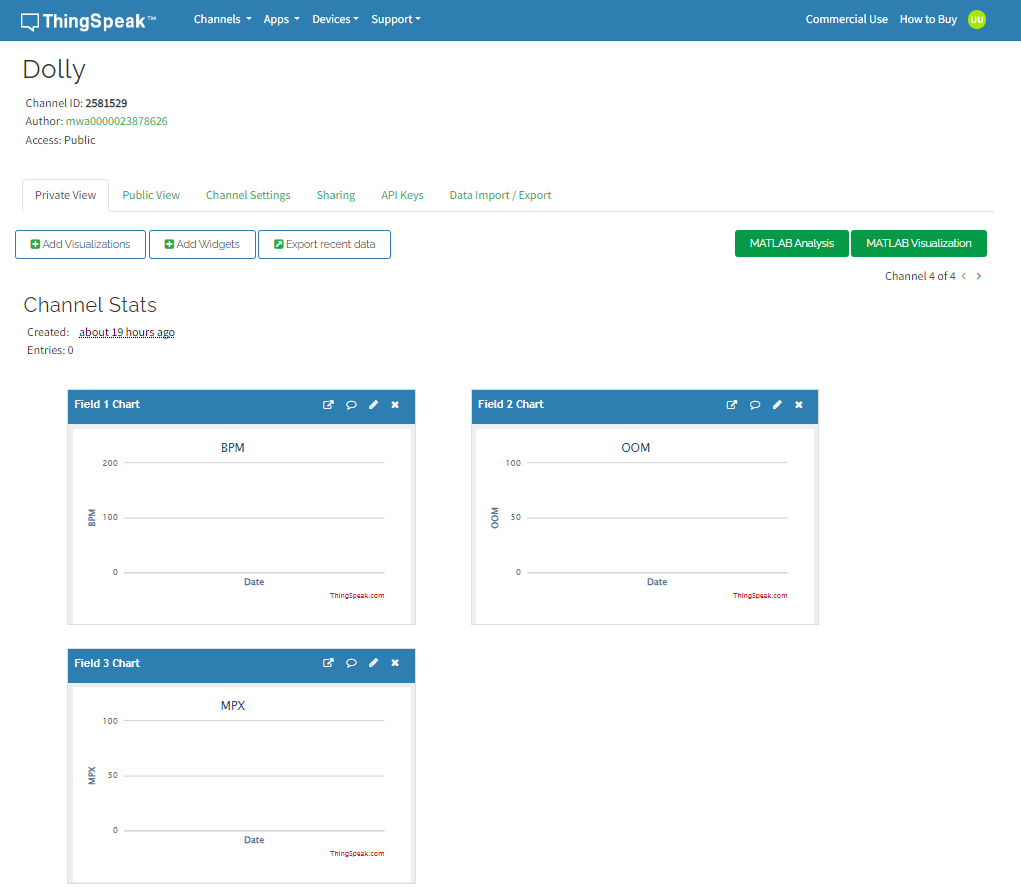 ThingSpeak™ Channels Apps Devices Support Commercial Use How to Buy UU
Dolly
Channel ID: 2581529
Author: mwa0000023878626
Access: Public
Private View Public View Channel Settings Sharing API Keys Data Import / Export
Add Visualizations Add Widgets Export recent data MATLAB Analysis MATLAB Visualization
Channel 4 of 4 < >
Channel Stats
Created: about 19 hours ago
Entries: 0
Field 1 Chart
BPM
200
100
0
BPM
Date
ThingSpeak.com
Field 2 Chart
OOM
100
50
0
OOM
Date
ThingSpeak.com
Field 3 Chart
MPX
100
50
0
MPX
Date
ThingSpeak.com